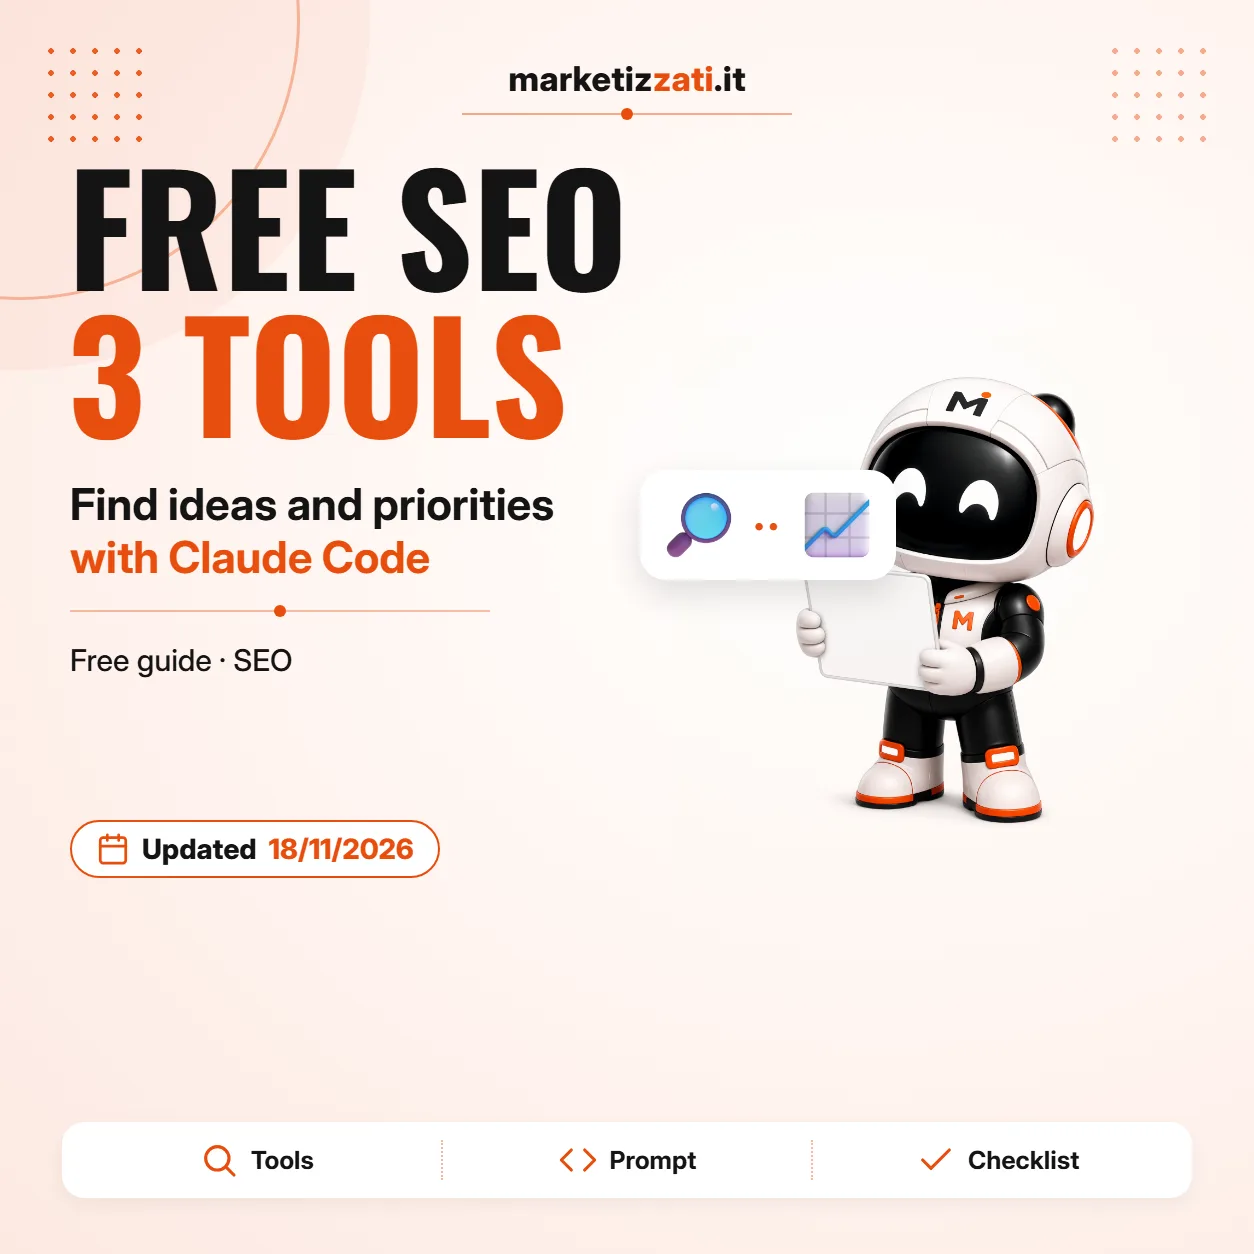 marketizzati.it
FREE SEO
3 TOOLS
Find ideas and priorities
with Claude Code
Free guide · SEO
Updated 18/11/2026
Tools
Prompt
Checklist